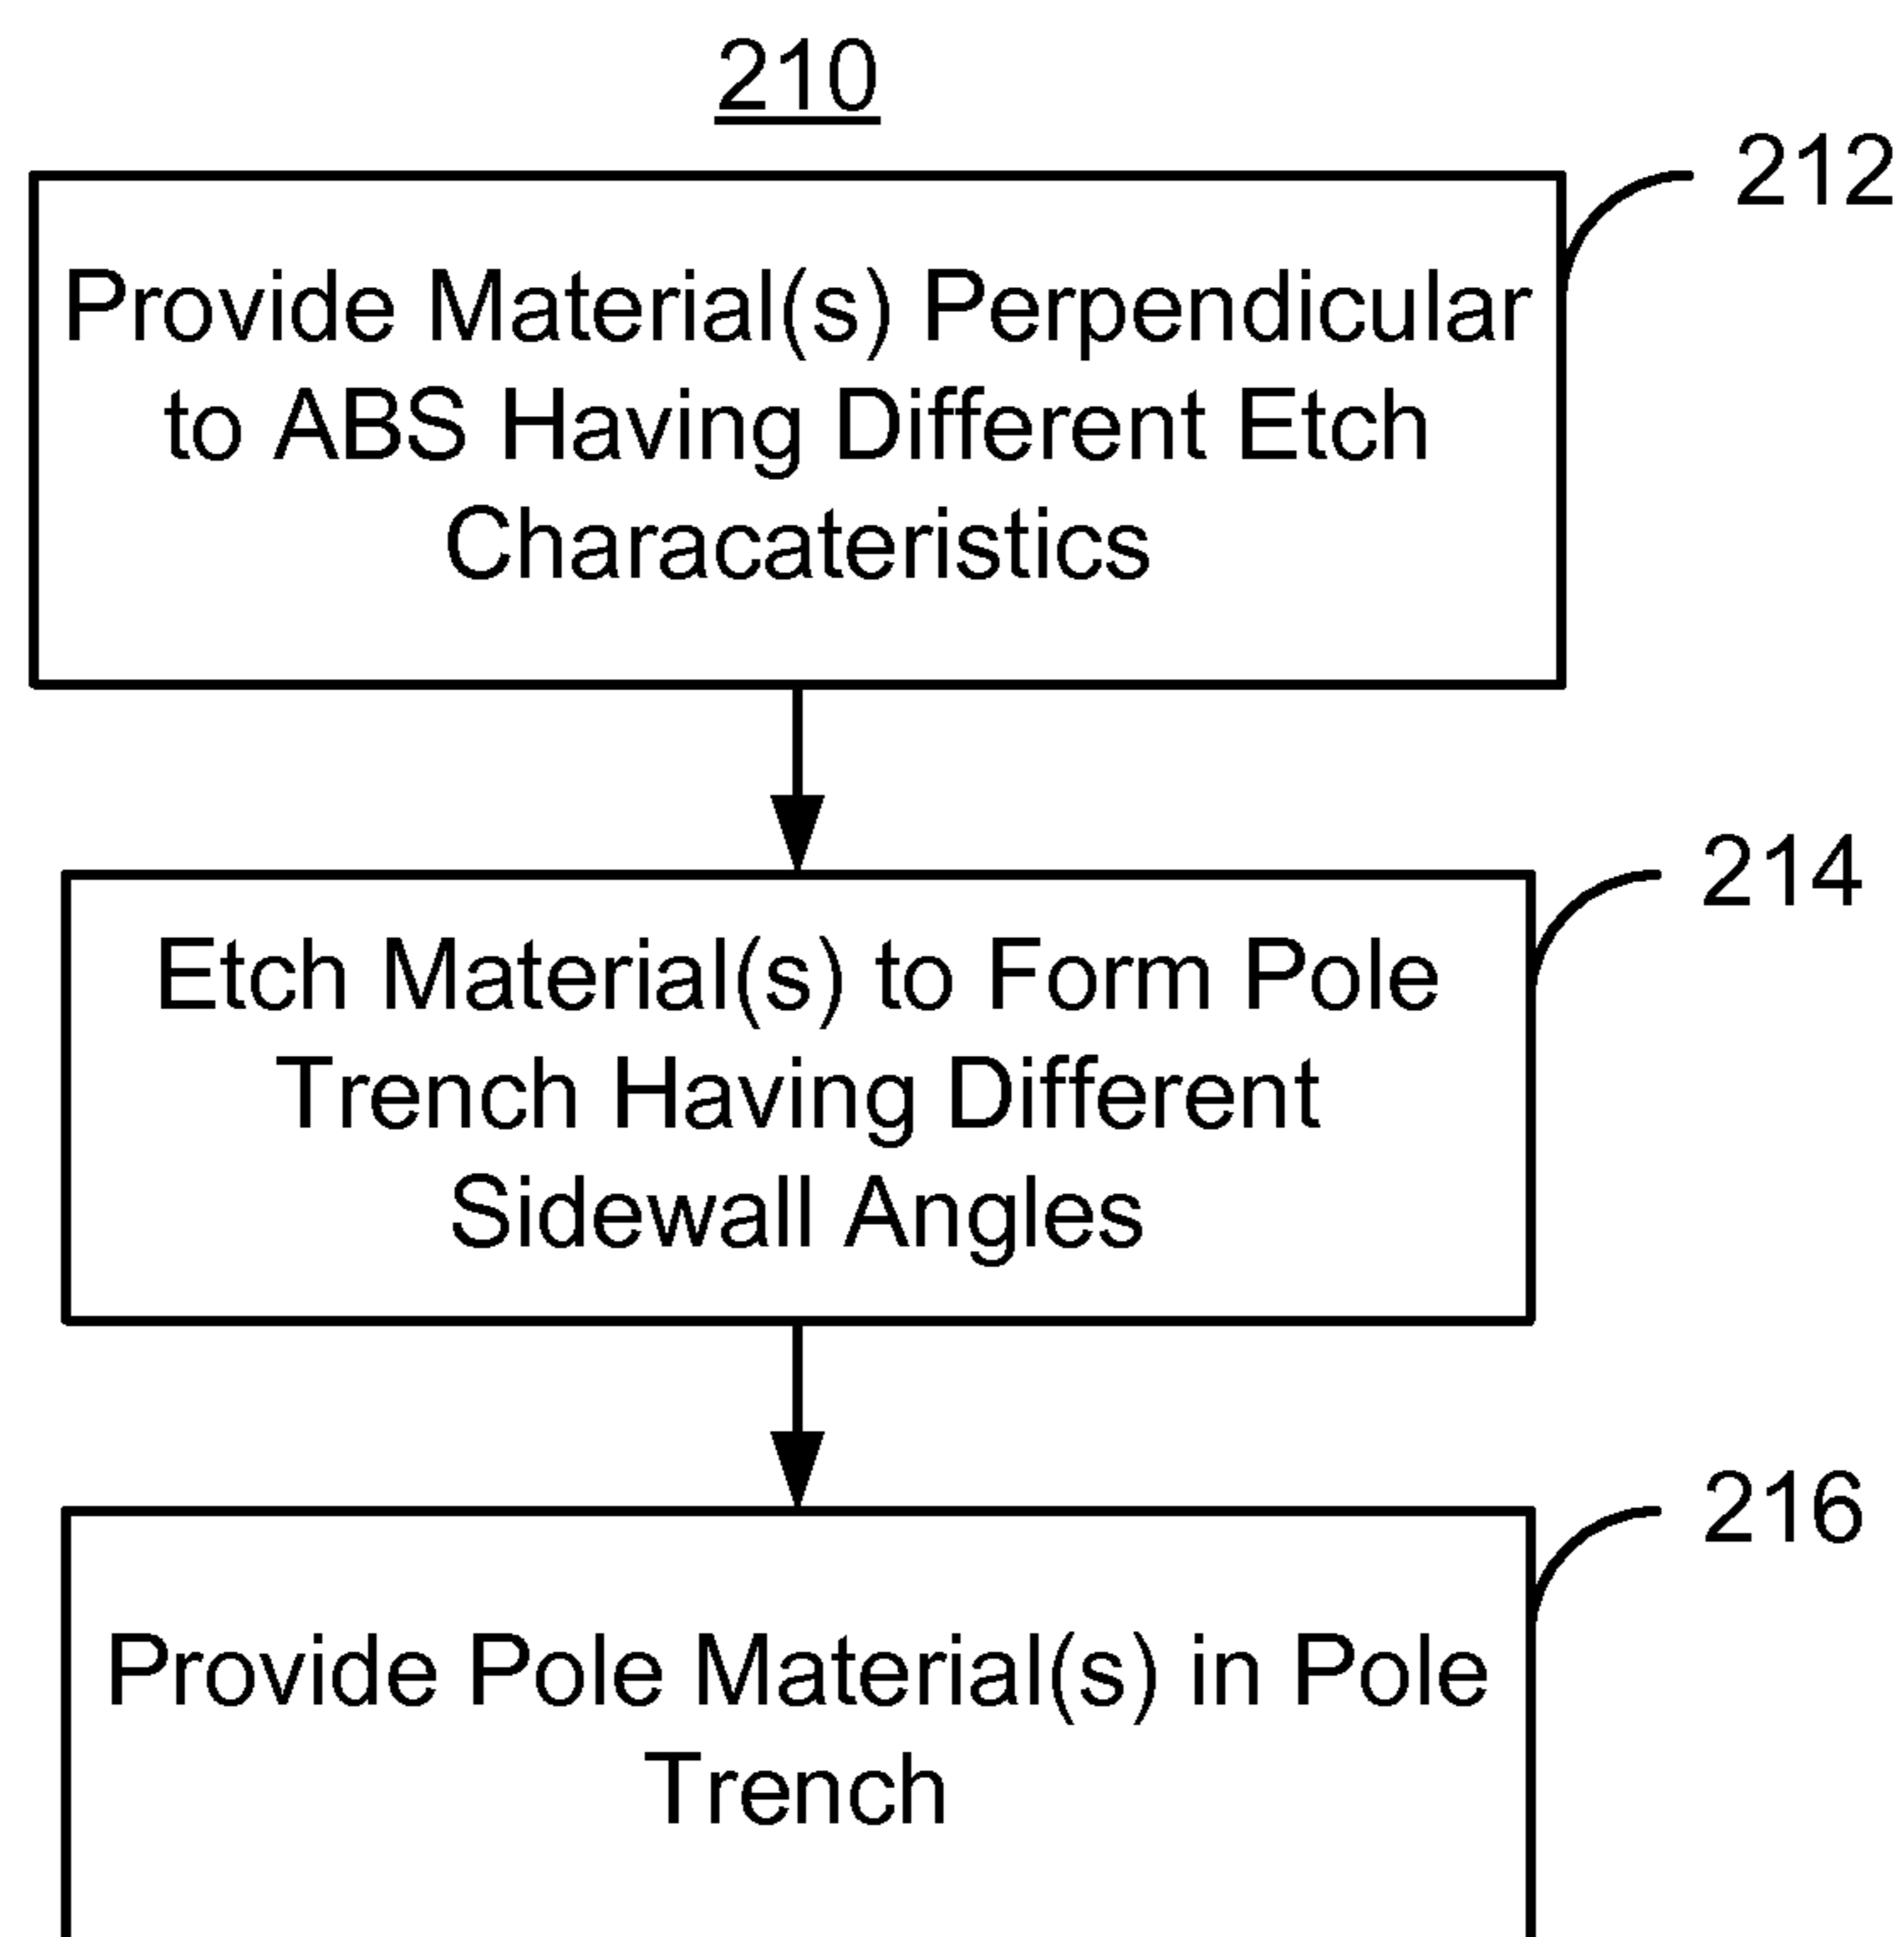 210
212
Provide Material(s) Perpendicular
to ABS Having Different Etch
Characateristics
214
Etch Material(s) to Form Pole
Trench Having Different
Sidewall Angles
216
Provide Pole Material(s) in Pole
Trench